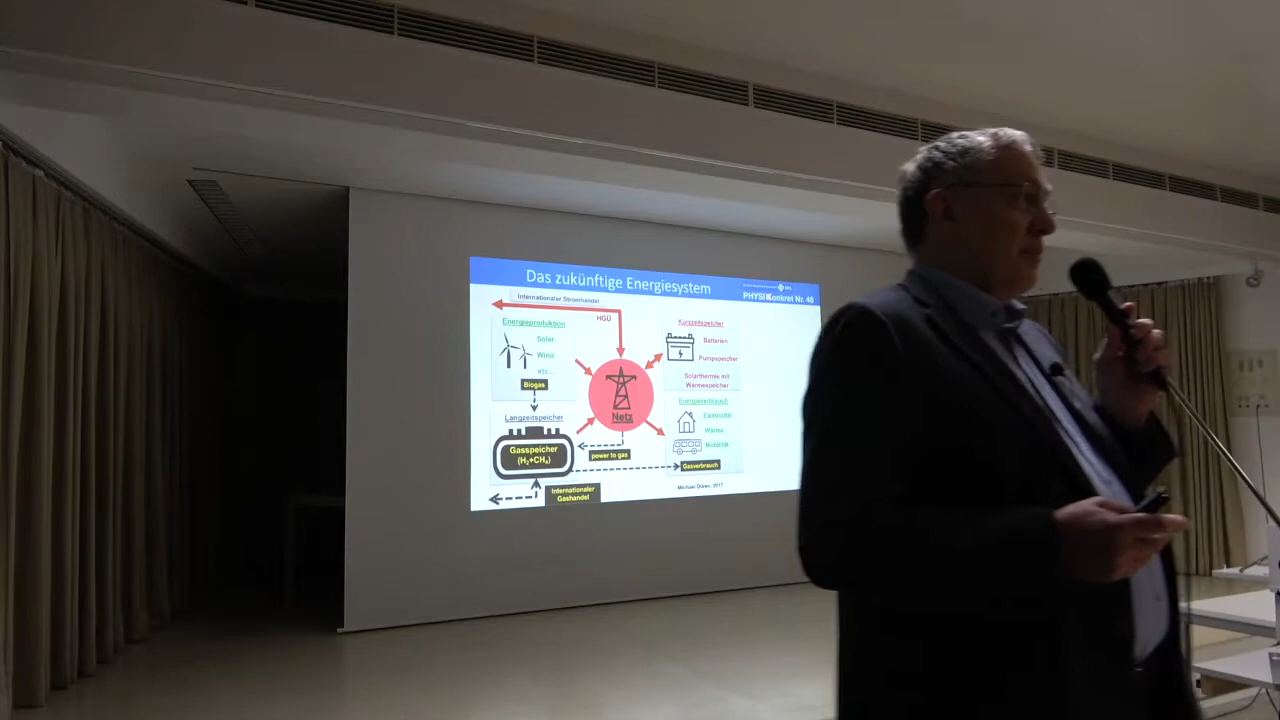 Das zukünftige Energiesystem
PHYSiKonkret Nr. 40
Internationaler Stromhandel
HGÜ
Energieproduktion
Solar
Wind
etc...
Biogas
Langzeitspeicher
Gasspeicher
(H₂+CH₄)
Internationaler
Gashandel
Netz
power to gas
Kurzzeitspeicher
Batterien
Pumpspeicher
Solarthermie mit
Wärmespeicher
Energieverbrauch
Elektrizität
Wärme
Mobilität
Gasverbrauch
Michael Düren, 2017